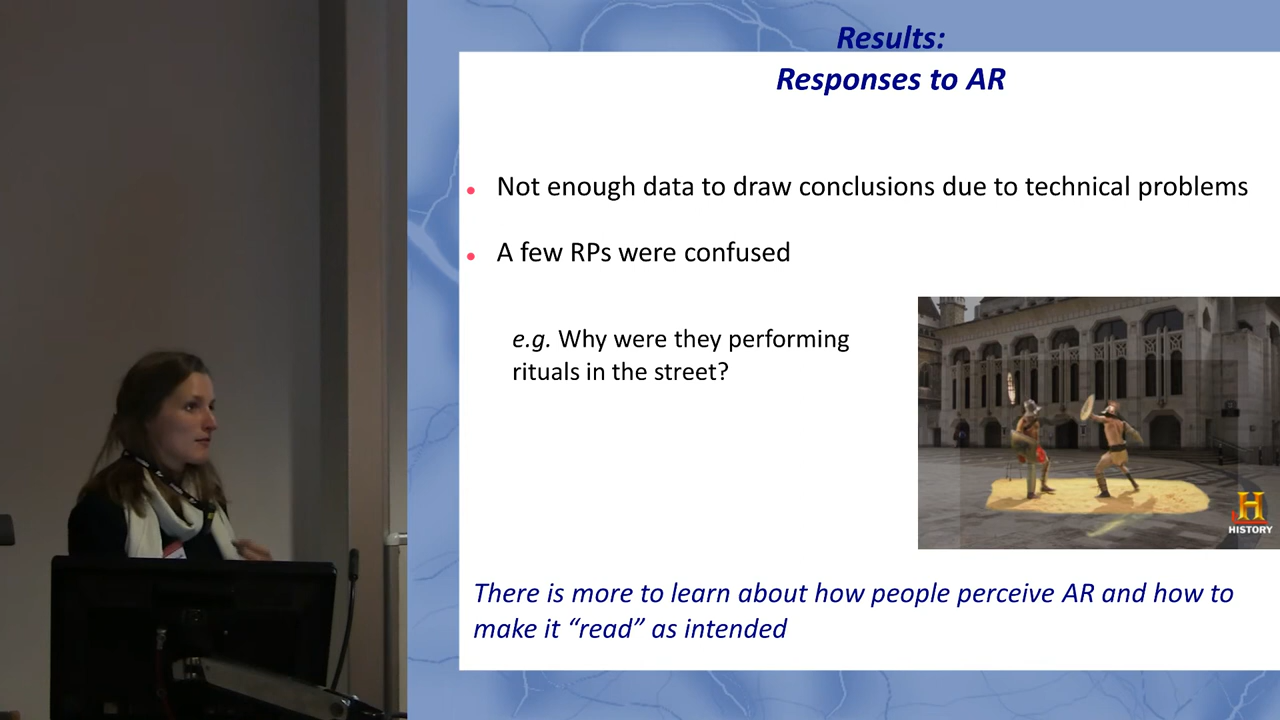 Results:
Responses to AR
• Not enough data to draw conclusions due to technical problems
• A few RPs were confused
e.g. Why were they performing
rituals in the street?
H
HISTORY
There is more to learn about how people perceive AR and how to
make it “read” as intended